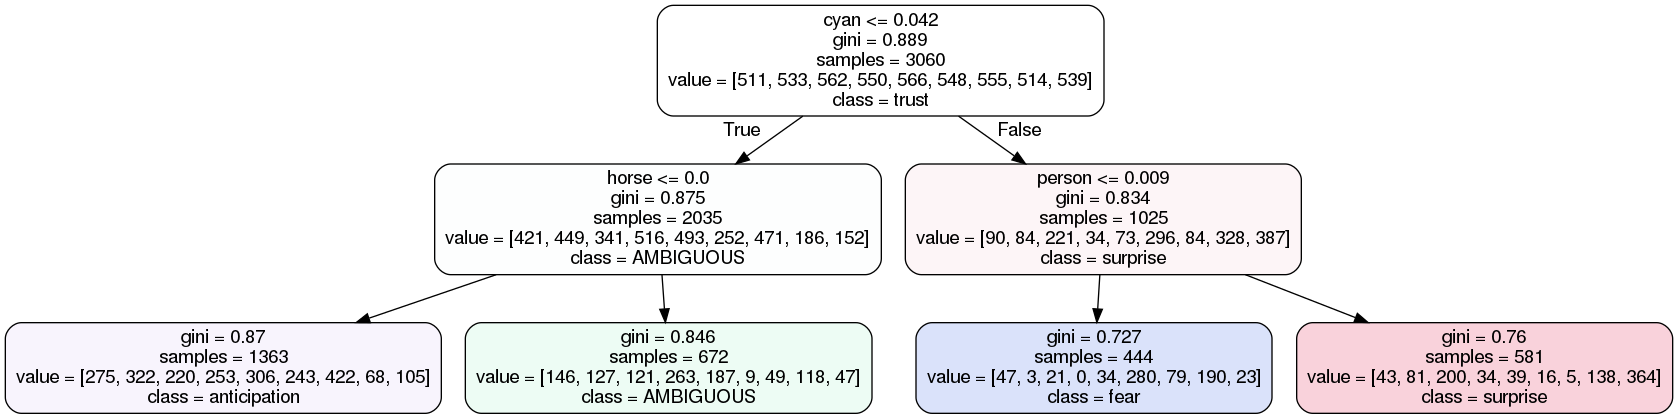 cyan <= 0.042
gini = 0.889
samples = 3060
value = [511, 533, 562, 550, 566, 548, 555, 514, 539]
class = trust
True
False
horse <= 0.0
gini = 0.875
samples = 2035
value = [421, 449, 341, 516, 493, 252, 471, 186, 152]
class = AMBIGUOUS
person <= 0.009
gini = 0.834
samples = 1025
value = [90, 84, 221, 34, 73, 296, 84, 328, 387]
class = surprise
gini = 0.87
samples = 1363
value = [275, 322, 220, 253, 306, 243, 422, 68, 105]
class = anticipation
gini = 0.846
samples = 672
value = [146, 127, 121, 263, 187, 9, 49, 118, 47]
class = AMBIGUOUS
gini = 0.727
samples = 444
value = [47, 3, 21, 0, 34, 280, 79, 190, 23]
class = fear
gini = 0.76
samples = 581
value = [43, 81, 200, 34, 39, 16, 5, 138, 364]
class = surprise